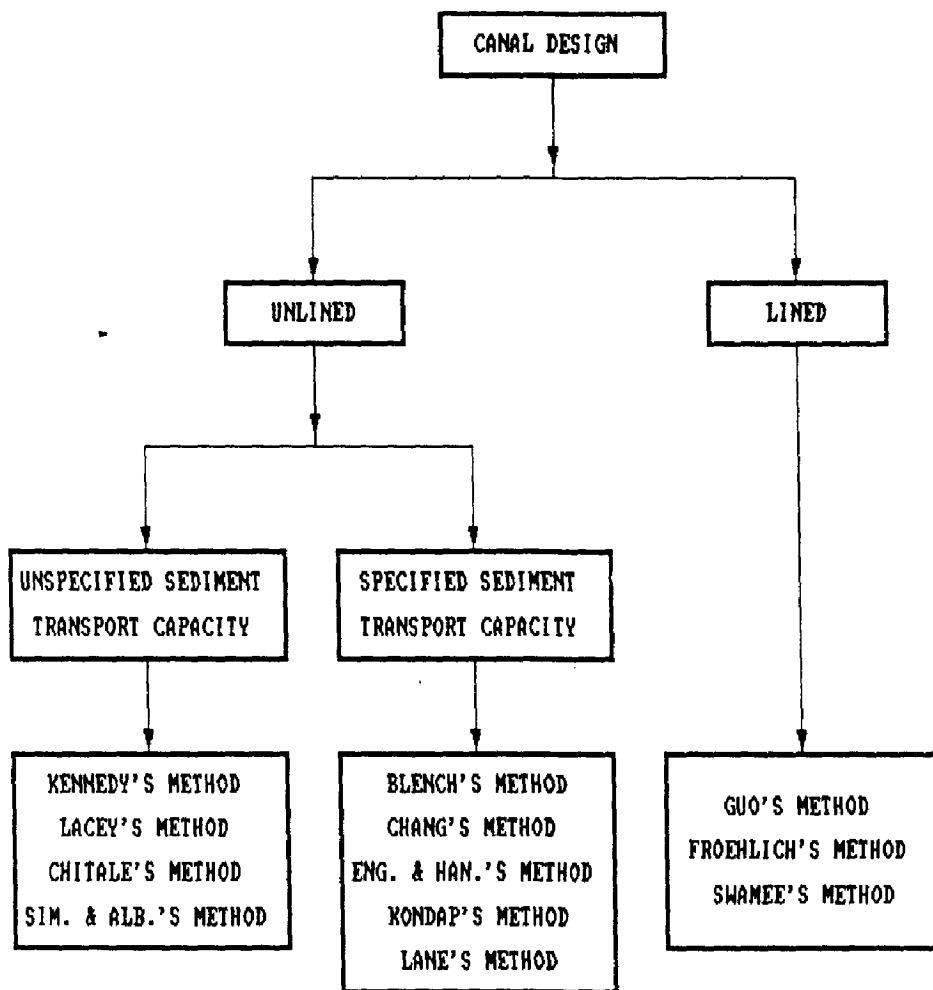 CANAL DESIGN
UNLINED
LINED
UNSPECIFIED SEDIMENT
TRANSPORT CAPACITY
SPECIFIED SEDIMENT
TRANSPORT CAPACITY
KENNEDY'S METHOD
LACEY'S METHOD
CHITALE'S METHOD
SIM. & ALB.'S METHOD
BLENCH'S METHOD
CHANG'S METHOD
ENG. & HAN.'S METHOD
KONDAP'S METHOD
LANE'S METHOD
GUO'S METHOD
FROEHLICH'S METHOD
SWAMEE'S METHOD